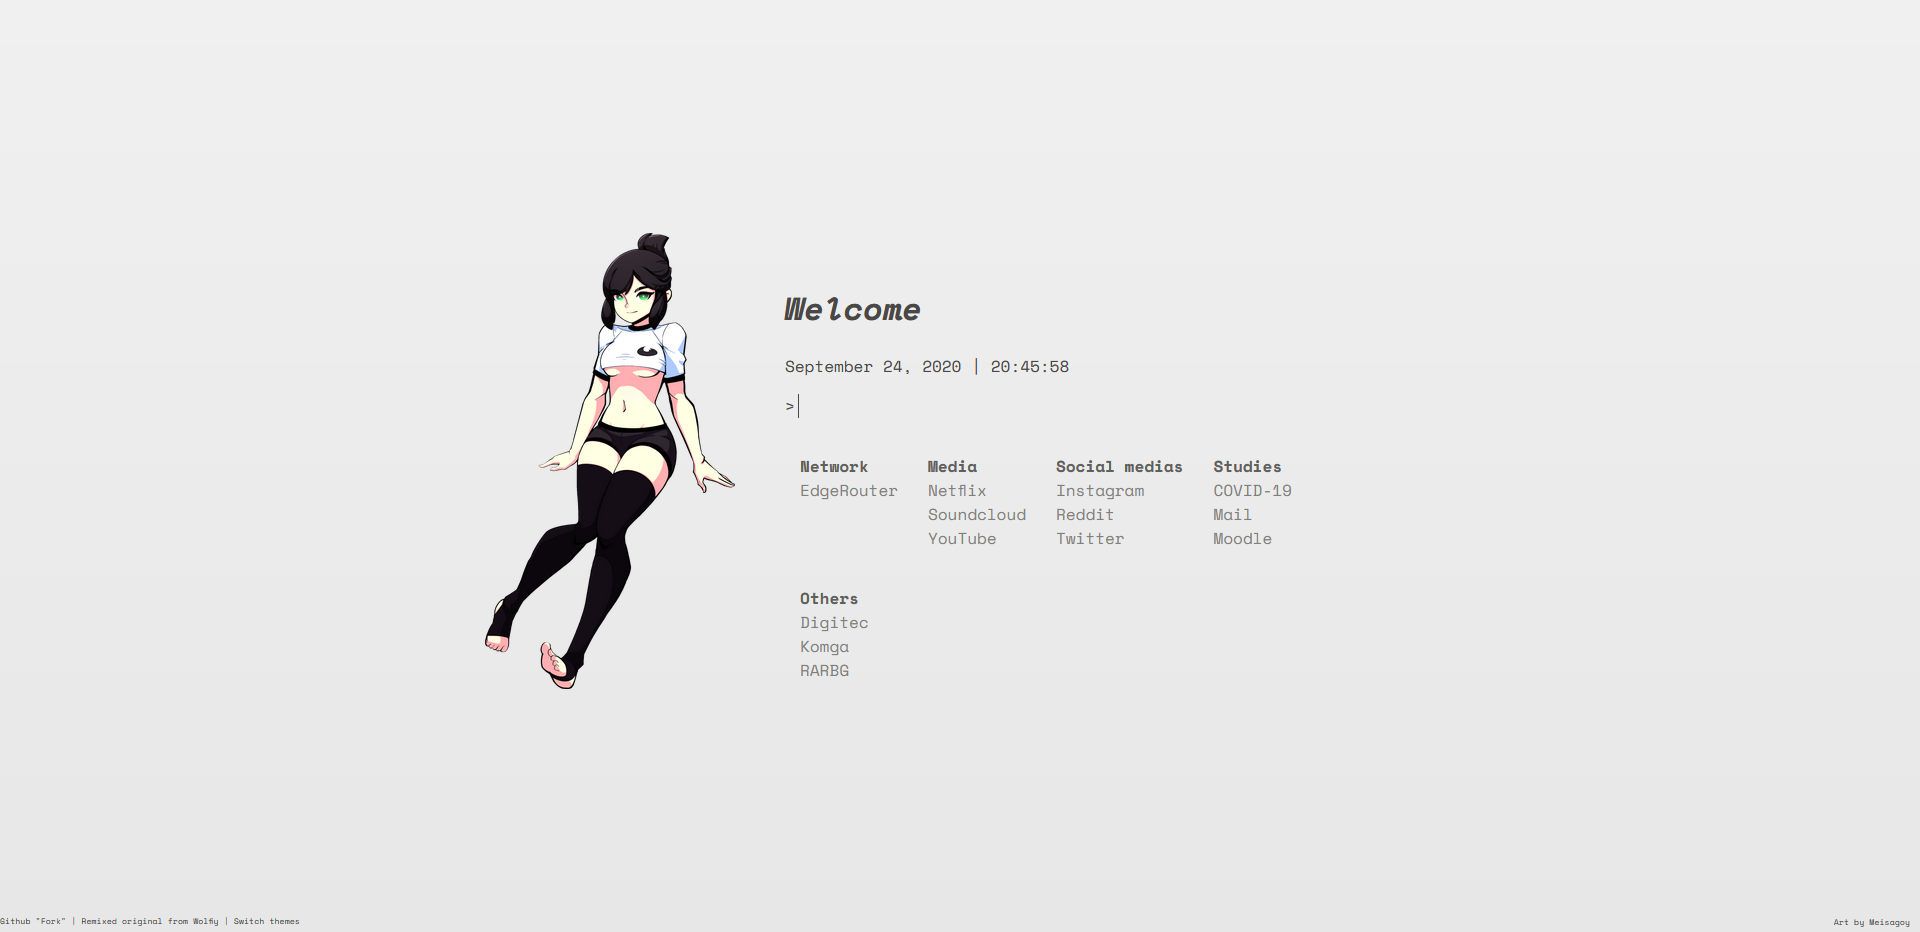 Welcome
September 24, 2020 | 20:45:58
>
Network
EdgeRouter
Media
Netflix
Soundcloud
YouTube
Social medias
Instagram
Reddit
Twitter
Studies
COVID-19
Mail
Moodle
Others
Digitec
Komga
RARBG
Github "Fork" | Remixed original from Wolfiy | Switch themes
Art by Meisagoy